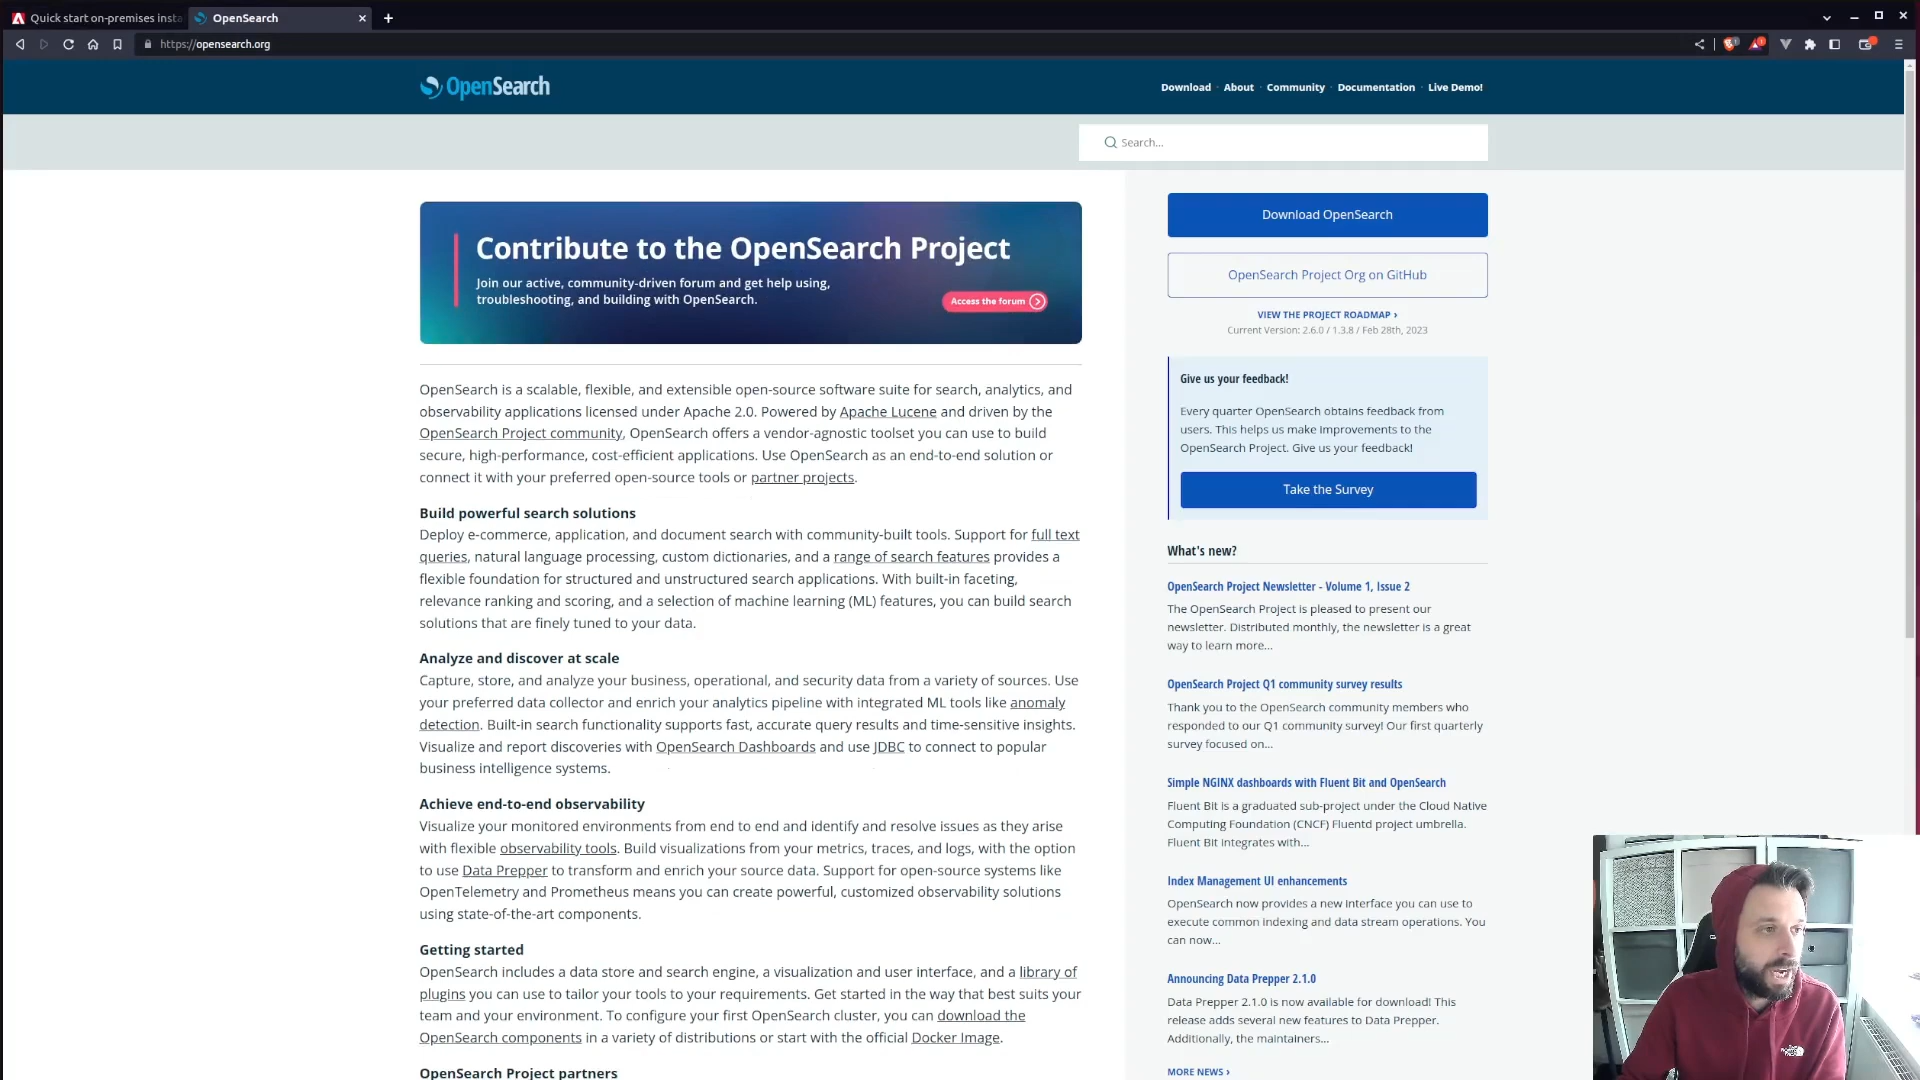 Quick start on-premises insta
OpenSearch
https://opensearch.org
OpenSearch
Download · About · Community · Documentation · Live Demo!
Search...
Contribute to the OpenSearch Project
Join our active, community-driven forum and get help using,
troubleshooting, and building with OpenSearch.
Access the forum
OpenSearch is a scalable, flexible, and extensible open-source software suite for search, analytics, and
observability applications licensed under Apache 2.0. Powered by Apache Lucene and driven by the
OpenSearch Project community, OpenSearch offers a vendor-agnostic toolset you can use to build
secure, high-performance, cost-efficient applications. Use OpenSearch as an end-to-end solution or
connect it with your preferred open-source tools or partner projects.
Build powerful search solutions
Deploy e-commerce, application, and document search with community-built tools. Support for full text
queries, natural language processing, custom dictionaries, and a range of search features provides a
flexible foundation for structured and unstructured search applications. With built-in faceting,
relevance ranking and scoring, and a selection of machine learning (ML) features, you can build search
solutions that are finely tuned to your data.
Analyze and discover at scale
Capture, store, and analyze your business, operational, and security data from a variety of sources. Use
your preferred data collector and enrich your analytics pipeline with integrated ML tools like anomaly
detection. Built-in search functionality supports fast, accurate query results and time-sensitive insights.
Visualize and report discoveries with OpenSearch Dashboards and use JDBC to connect to popular
business intelligence systems.
Achieve end-to-end observability
Visualize your monitored environments from end to end and identify and resolve issues as they arise
with flexible observability tools. Build visualizations from your metrics, traces, and logs, with the option
to use Data Prepper to transform and enrich your source data. Support for open-source systems like
OpenTelemetry and Prometheus means you can create powerful, customized observability solutions
using state-of-the-art components.
Getting started
OpenSearch includes a data store and search engine, a visualization and user interface, and a library of
plugins you can use to tailor your tools to your requirements. Get started in the way that best suits your
team and your environment. To configure your first OpenSearch cluster, you can download the
OpenSearch components in a variety of distributions or start with the official Docker Image.
OpenSearch Project partners
Download OpenSearch
OpenSearch Project Org on GitHub
VIEW THE PROJECT ROADMAP ›
Current Version: 2.6.0 / 1.3.8 / Feb 28th, 2023
Give us your feedback!
Every quarter OpenSearch obtains feedback from
users. This helps us make improvements to the
OpenSearch Project. Give us your feedback!
Take the Survey
What's new?
OpenSearch Project Newsletter - Volume 1, Issue 2
The OpenSearch Project is pleased to present our
newsletter. Distributed monthly, the newsletter is a great
way to learn more...
OpenSearch Project Q1 community survey results
Thank you to the OpenSearch community members who
responded to our Q1 community survey! Our first quarterly
survey focused on...
Simple NGINX dashboards with Fluent Bit and OpenSearch
Fluent Bit is a graduated sub-project under the Cloud Native
Computing Foundation (CNCF) Fluentd project umbrella.
Fluent Bit integrates with...
Index Management UI enhancements
OpenSearch now provides a new interface you can use to
execute common indexing and data stream operations. You
can now...
Announcing Data Prepper 2.1.0
Data Prepper 2.1.0 is now available for download! This
release adds several new features to Data Prepper.
Additionally, the maintainers...
MORE NEWS ›